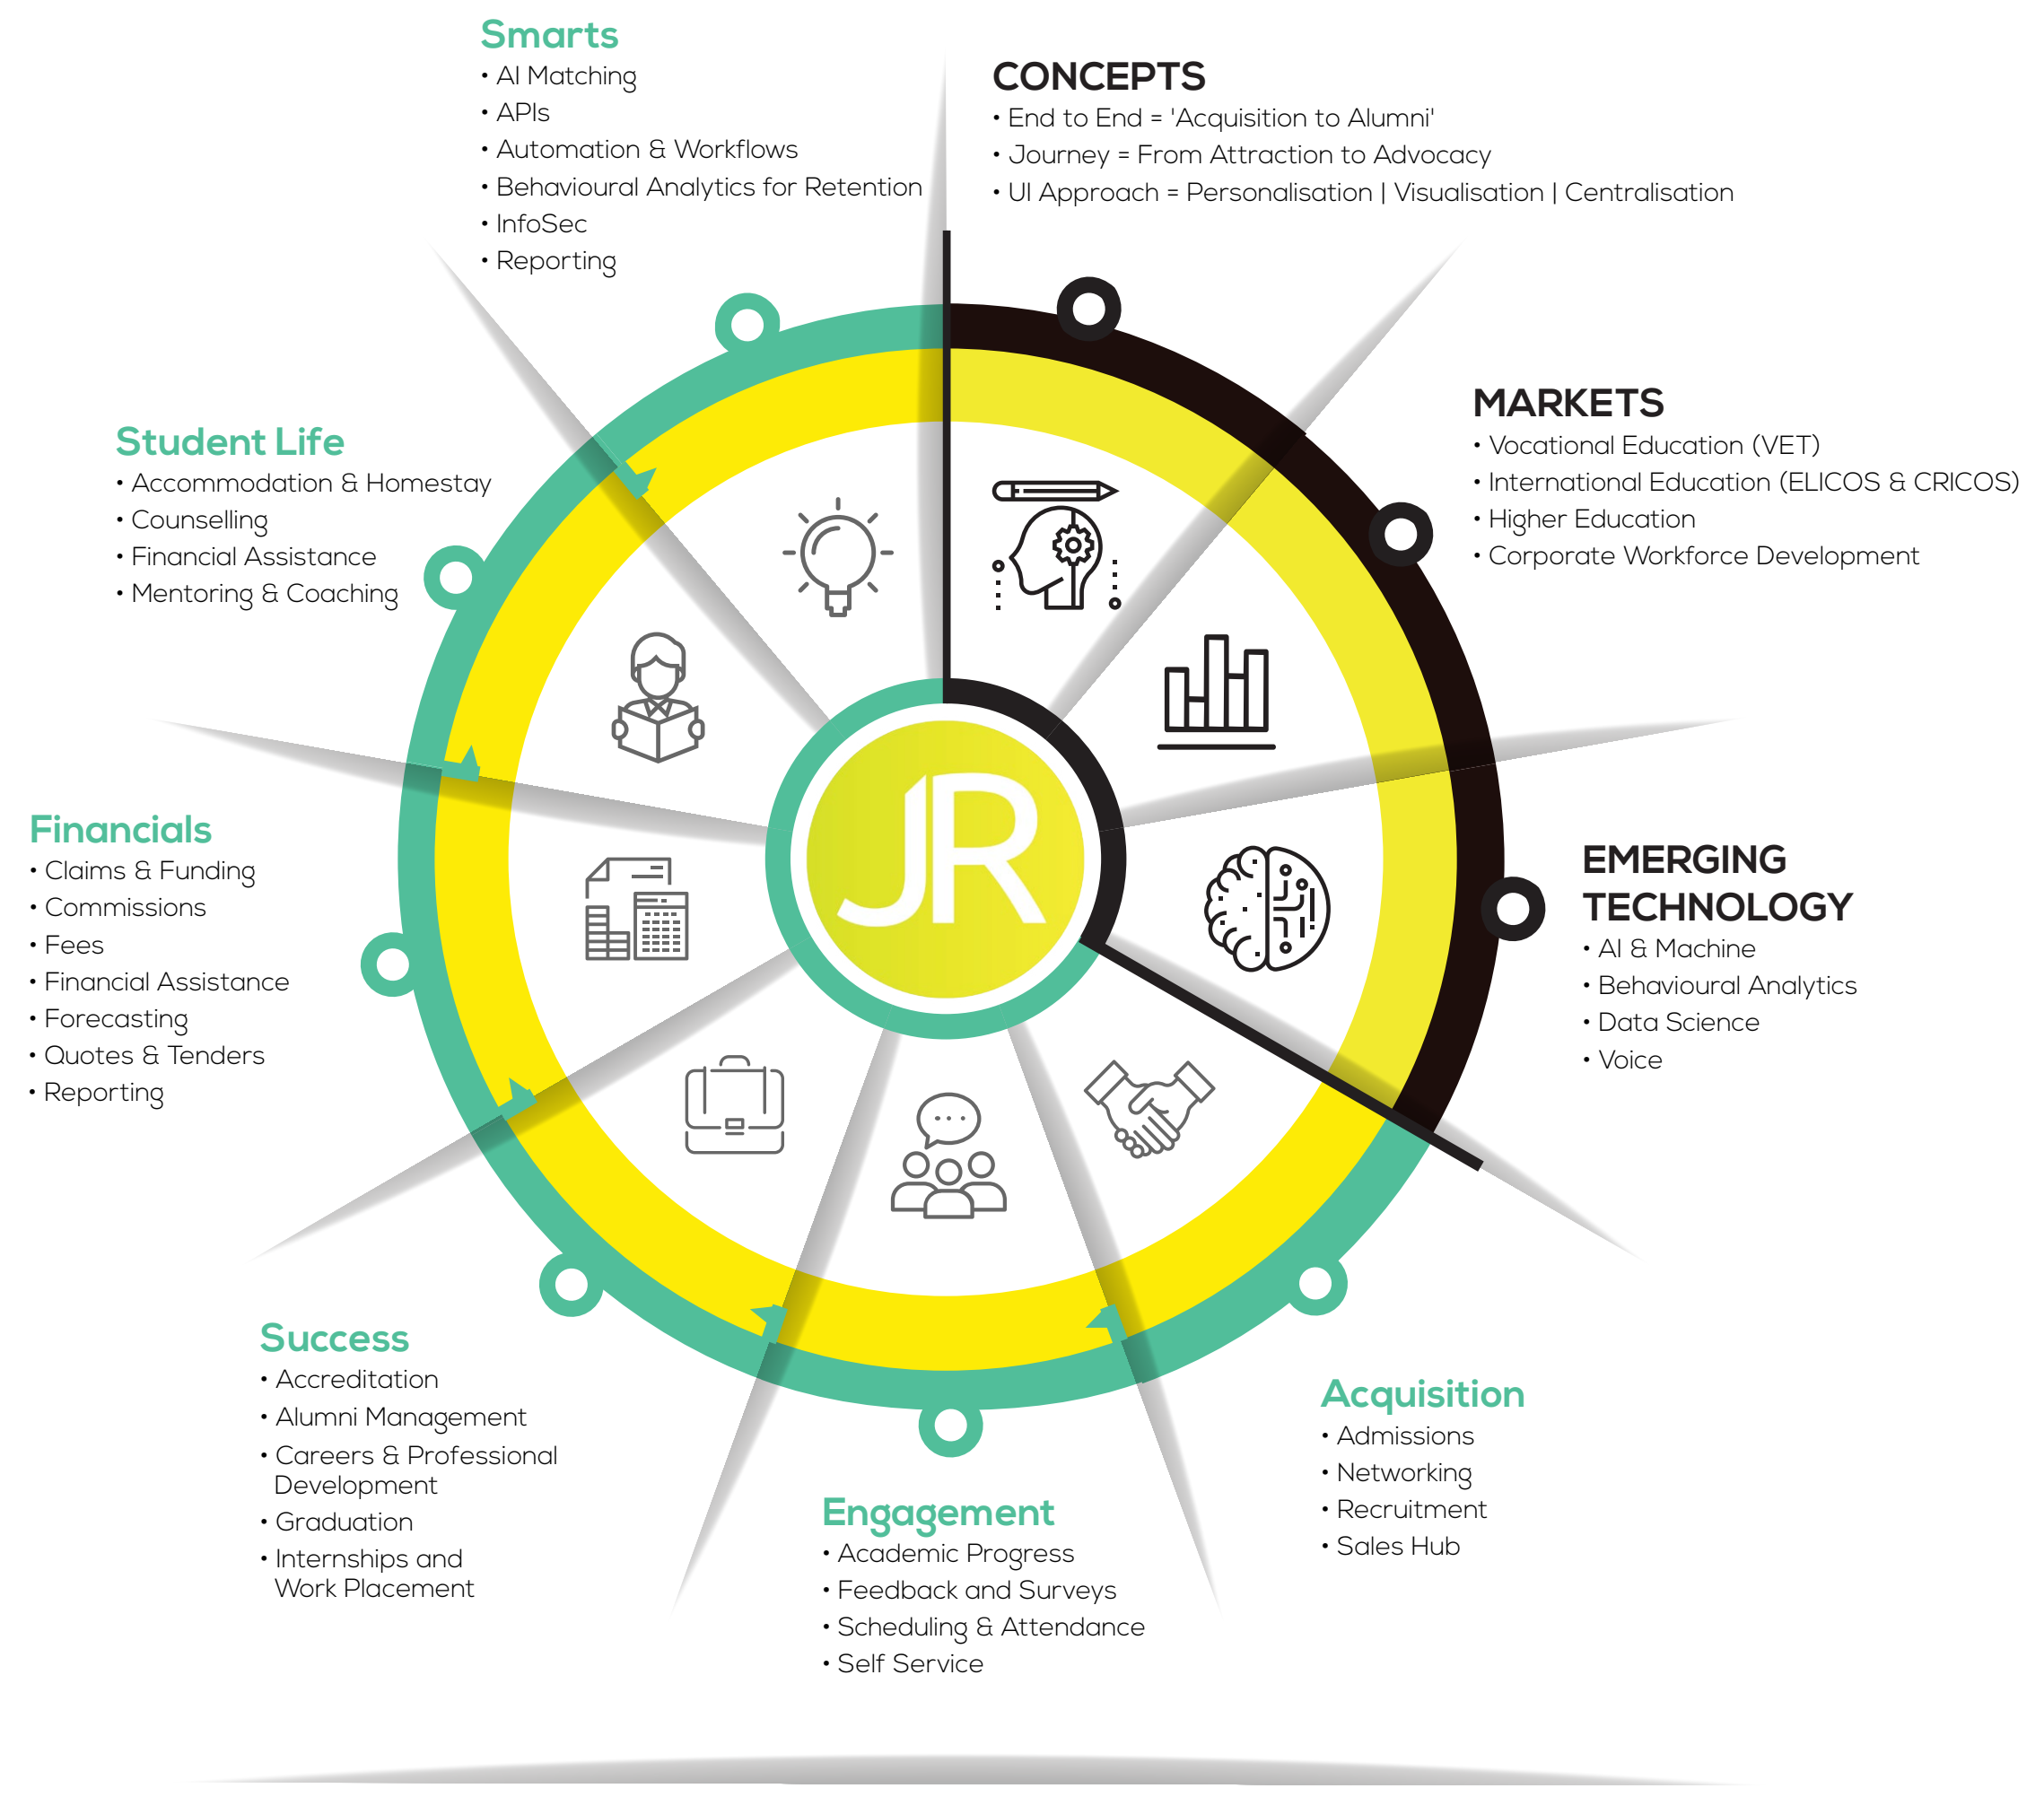 Smarts
• AI Matching
• APIs
• Automation & Workflows
• Behavioural Analytics for Retention
• InfoSec
• Reporting
CONCEPTS
• End to End = 'Acquisition to Alumni'
• Journey = From Attraction to Advocacy
• UI Approach = Personalisation | Visualisation | Centralisation
MARKETS
• Vocational Education (VET)
• International Education (ELICOS & CRICOS)
• Higher Education
• Corporate Workforce Development
Student Life
• Accommodation & Homestay
• Counselling
• Financial Assistance
• Mentoring & Coaching
JR
Financials
• Claims & Funding
• Commissions
• Fees
• Financial Assistance
• Forecasting
• Quotes & Tenders
• Reporting
EMERGING
TECHNOLOGY
• AI & Machine
• Behavioural Analytics
• Data Science
• Voice
Success
• Accreditation
• Alumni Management
• Careers & Professional
Development
• Graduation
• Internships and
Work Placement
Engagement
• Academic Progress
• Feedback and Surveys
• Scheduling & Attendance
• Self Service
Acquisition
• Admissions
• Networking
• Recruitment
• Sales Hub